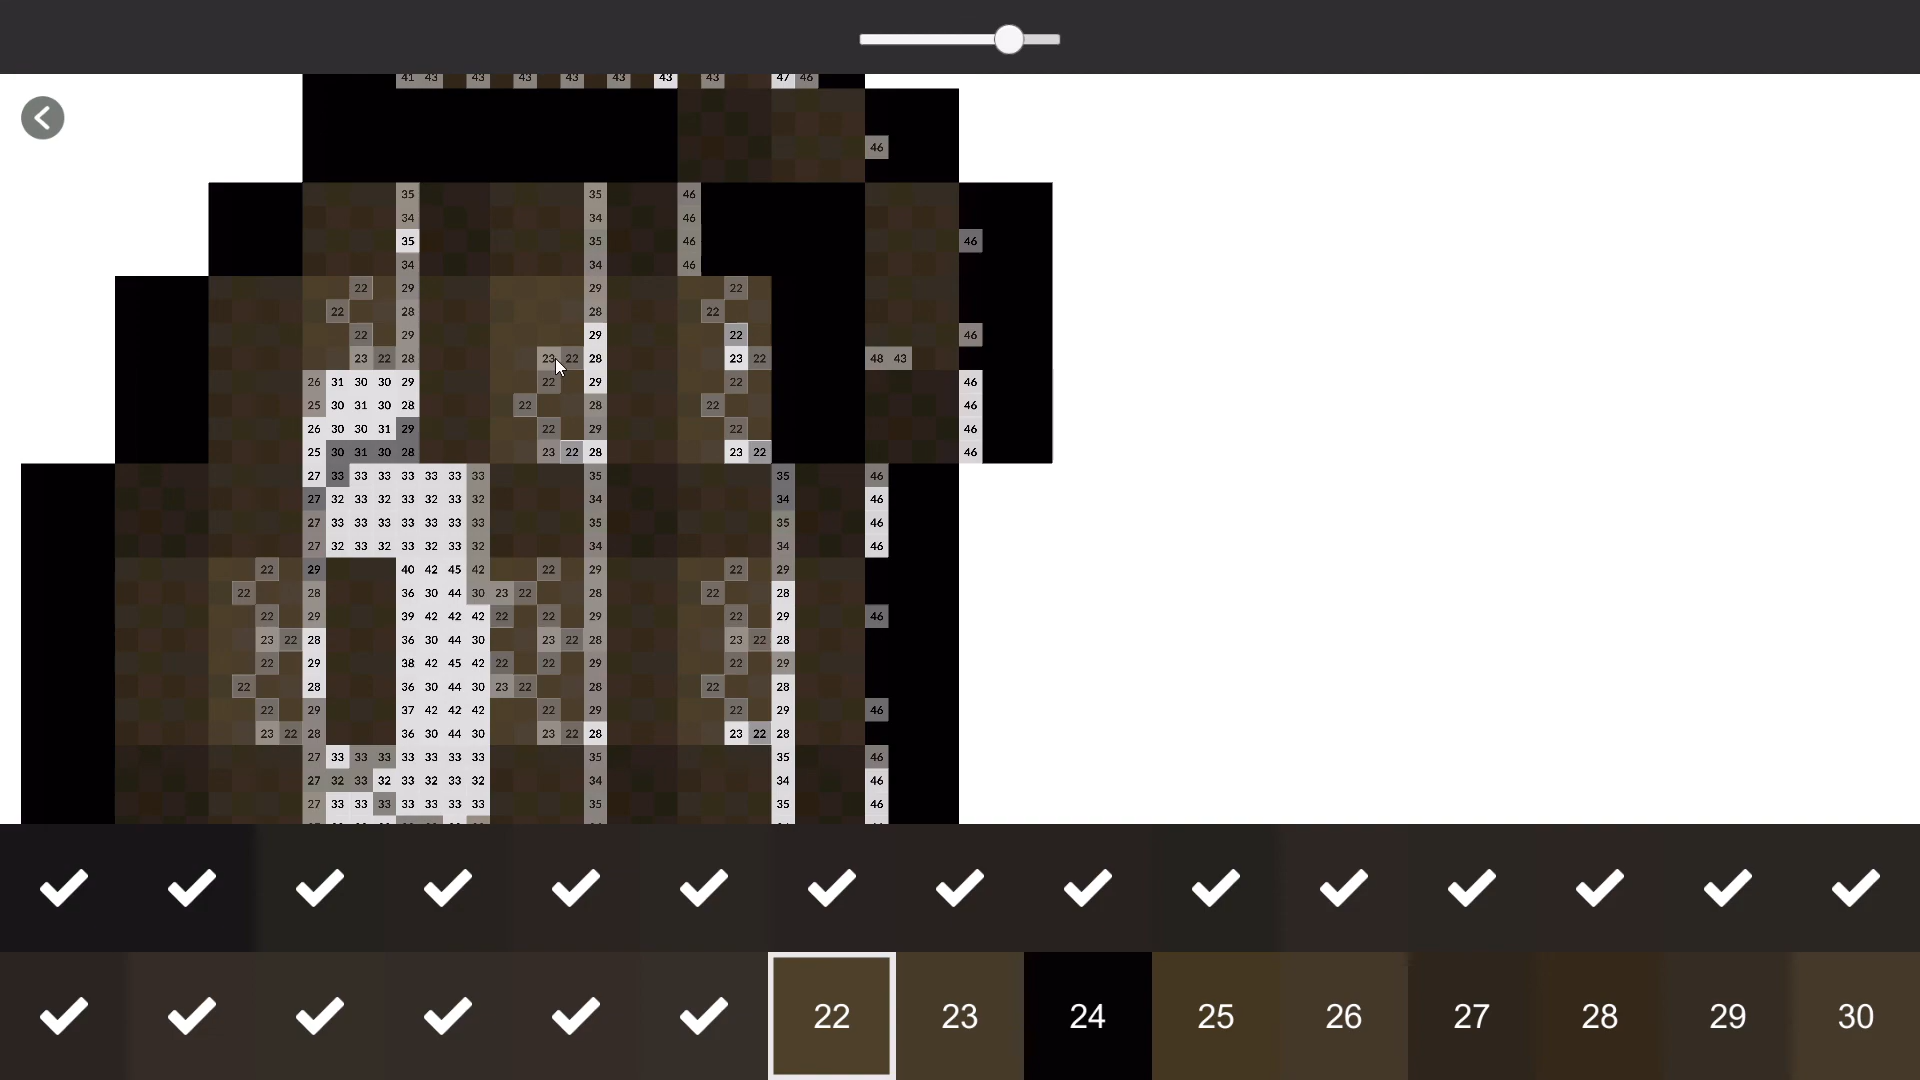 41 43 43 43 43 43 43 43 47 46
46
35 35 46
34 34 46
35 35 46 46
34 34 46
22 29 29 22
22 28 28 22
22 29 29 22 46
23 22 28 23 22 28 23 22 48 43
26 31 30 30 29 22 29 22 46
25 30 31 30 28 22 28 22 46
26 30 30 31 29 22 29 22 46
25 30 31 30 28 23 22 28 23 22 46
27 33 33 33 33 33 33 33 35 35 46
27 32 33 32 33 32 33 32 34 34 46
27 33 33 33 33 33 33 33 35 35 46
27 32 33 32 33 32 33 32 34 34 46
22 29 40 42 45 42 22 29 22 29
22 28 36 30 44 30 23 22 28 22 28
22 29 39 42 42 42 22 22 29 22 29 46
23 22 28 36 30 44 30 23 22 28 23 22 28
22 29 38 42 45 42 22 22 29 22 29
22 28 36 30 44 30 23 22 28 22 28
22 29 37 42 42 42 22 29 22 29 46
23 22 28 36 30 44 30 23 22 28 23 22 28
27 33 33 33 33 33 33 33 35 35 46
27 32 33 32 33 32 33 32 34 34 46
27 33 33 33 33 33 33 33 35 35 46
22 23 24 25 26 27 28 29 30